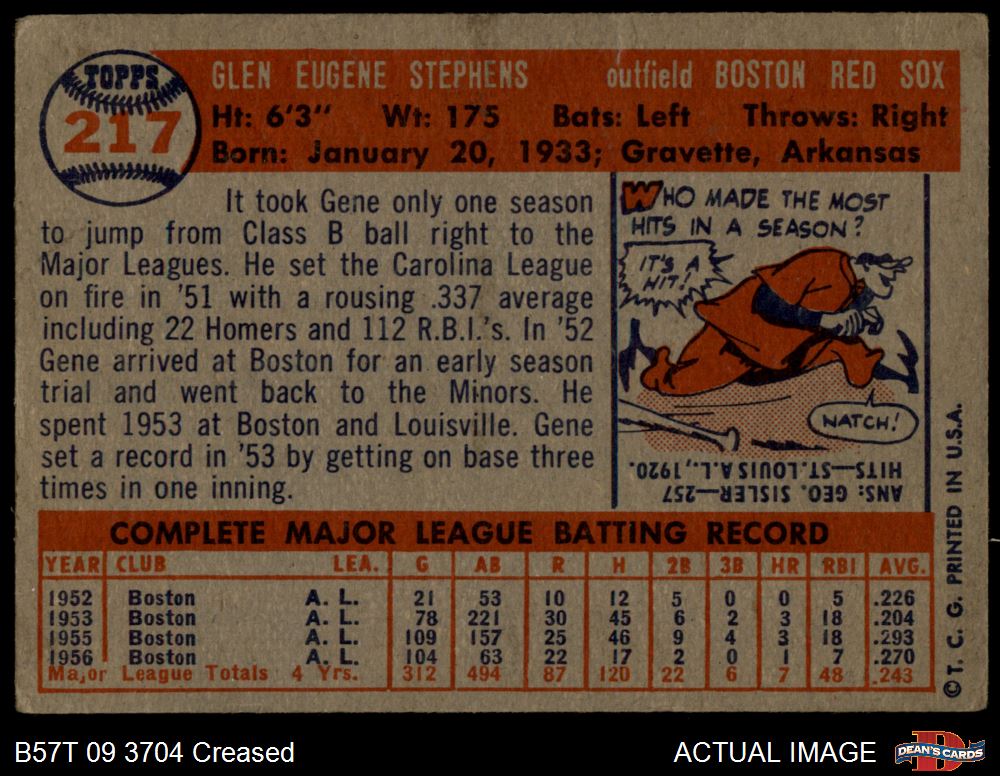 TOPPS
217
GLEN EUGENE STEPHENS outfield BOSTON RED SOX
Ht: 6'3" Wt: 175 Bats: Left Throws: Right
Born: January 20, 1933; Gravette, Arkansas
It took Gene only one season
to jump from Class B ball right to the
Major Leagues. He set the Carolina League
on fire in '51 with a rousing .337 average
including 22 Homers and 112 R.B.I.'s. In '52
Gene arrived at Boston for an early season
trial and went back to the Minors. He
spent 1953 at Boston and Louisville. Gene
set a record in '53 by getting on base three
times in one inning.
WHO MADE THE MOST
HITS IN A SEASON?
IT'S A
HIT!
NATCH!
ANS: GEO. SISLER—257
HITS—ST. LOUIS A.L., 1920.
COMPLETE MAJOR LEAGUE BATTING RECORD
YEAR CLUB LEA. G AB R H 2B 3B HR RBI AVG.
1952 Boston A. L. 21 53 10 12 5 0 0 5 .226
1953 Boston A. L. 78 221 30 45 6 2 3 18 .204
1955 Boston A. L. 109 157 25 46 9 4 3 18 .293
1956 Boston A. L. 104 63 22 17 2 0 1 7 .270
Major League Totals 4 Yrs. 312 494 87 120 22 6 7 48 .243
© T. C. G. PRINTED IN U.S.A.
B57T 09 3704 Creased
ACTUAL IMAGE
DEAN'S CARDS